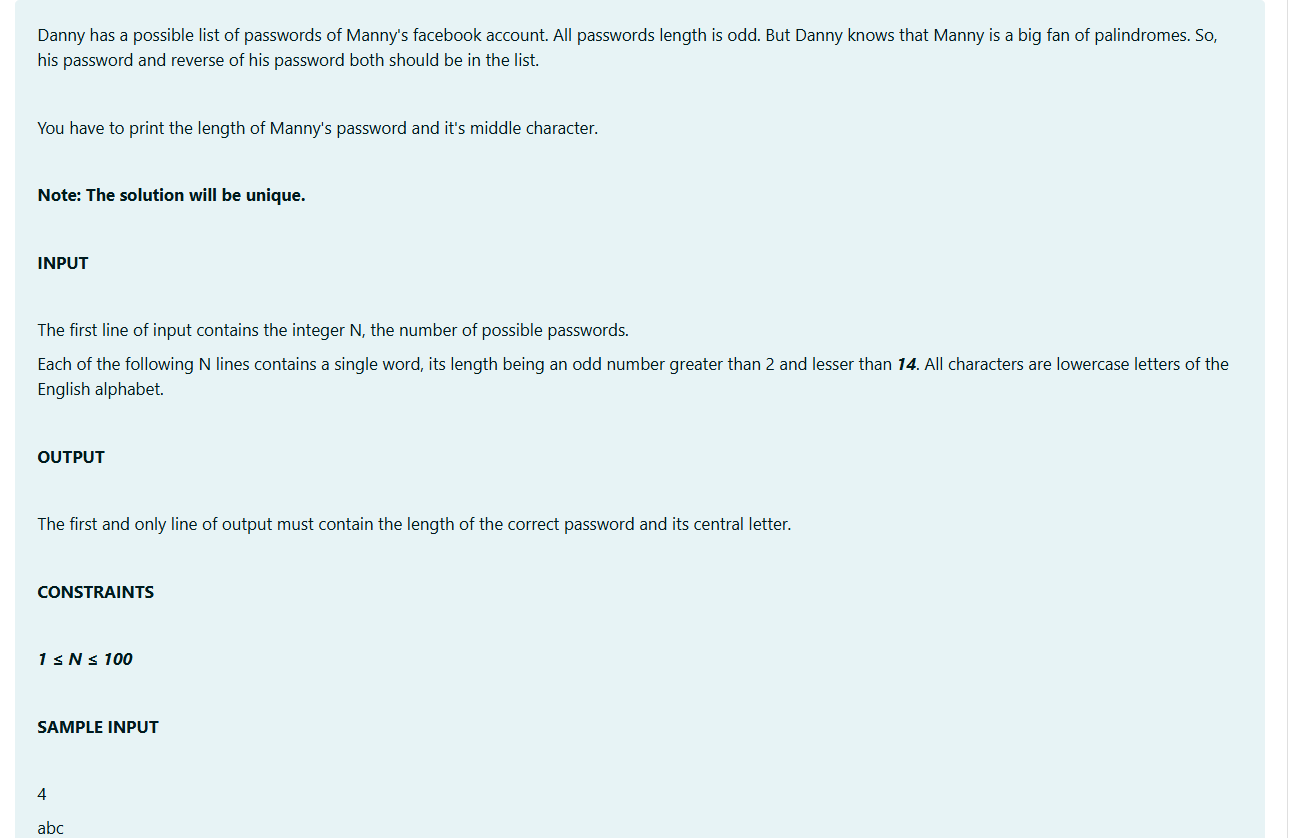 Danny has a possible list of passwords of Manny's facebook account. All passwords length is odd. But Danny knows that Manny is a big fan of palindromes. So,
his password and reverse of his password both should be in the list.
You have to print the length of Manny's password and it's middle character.
Note: The solution will be unique.
INPUT
The first line of input contains the integer N, the number of possible passwords.
Each of the following N lines contains a single word, its length being an odd number greater than 2 and lesser than 14. All characters are lowercase letters of the
English alphabet.
OUTPUT
The first and only line of output must contain the length of the correct password and its central letter.
CONSTRAINTS
1 ≤ N ≤ 100
SAMPLE INPUT
4
abc